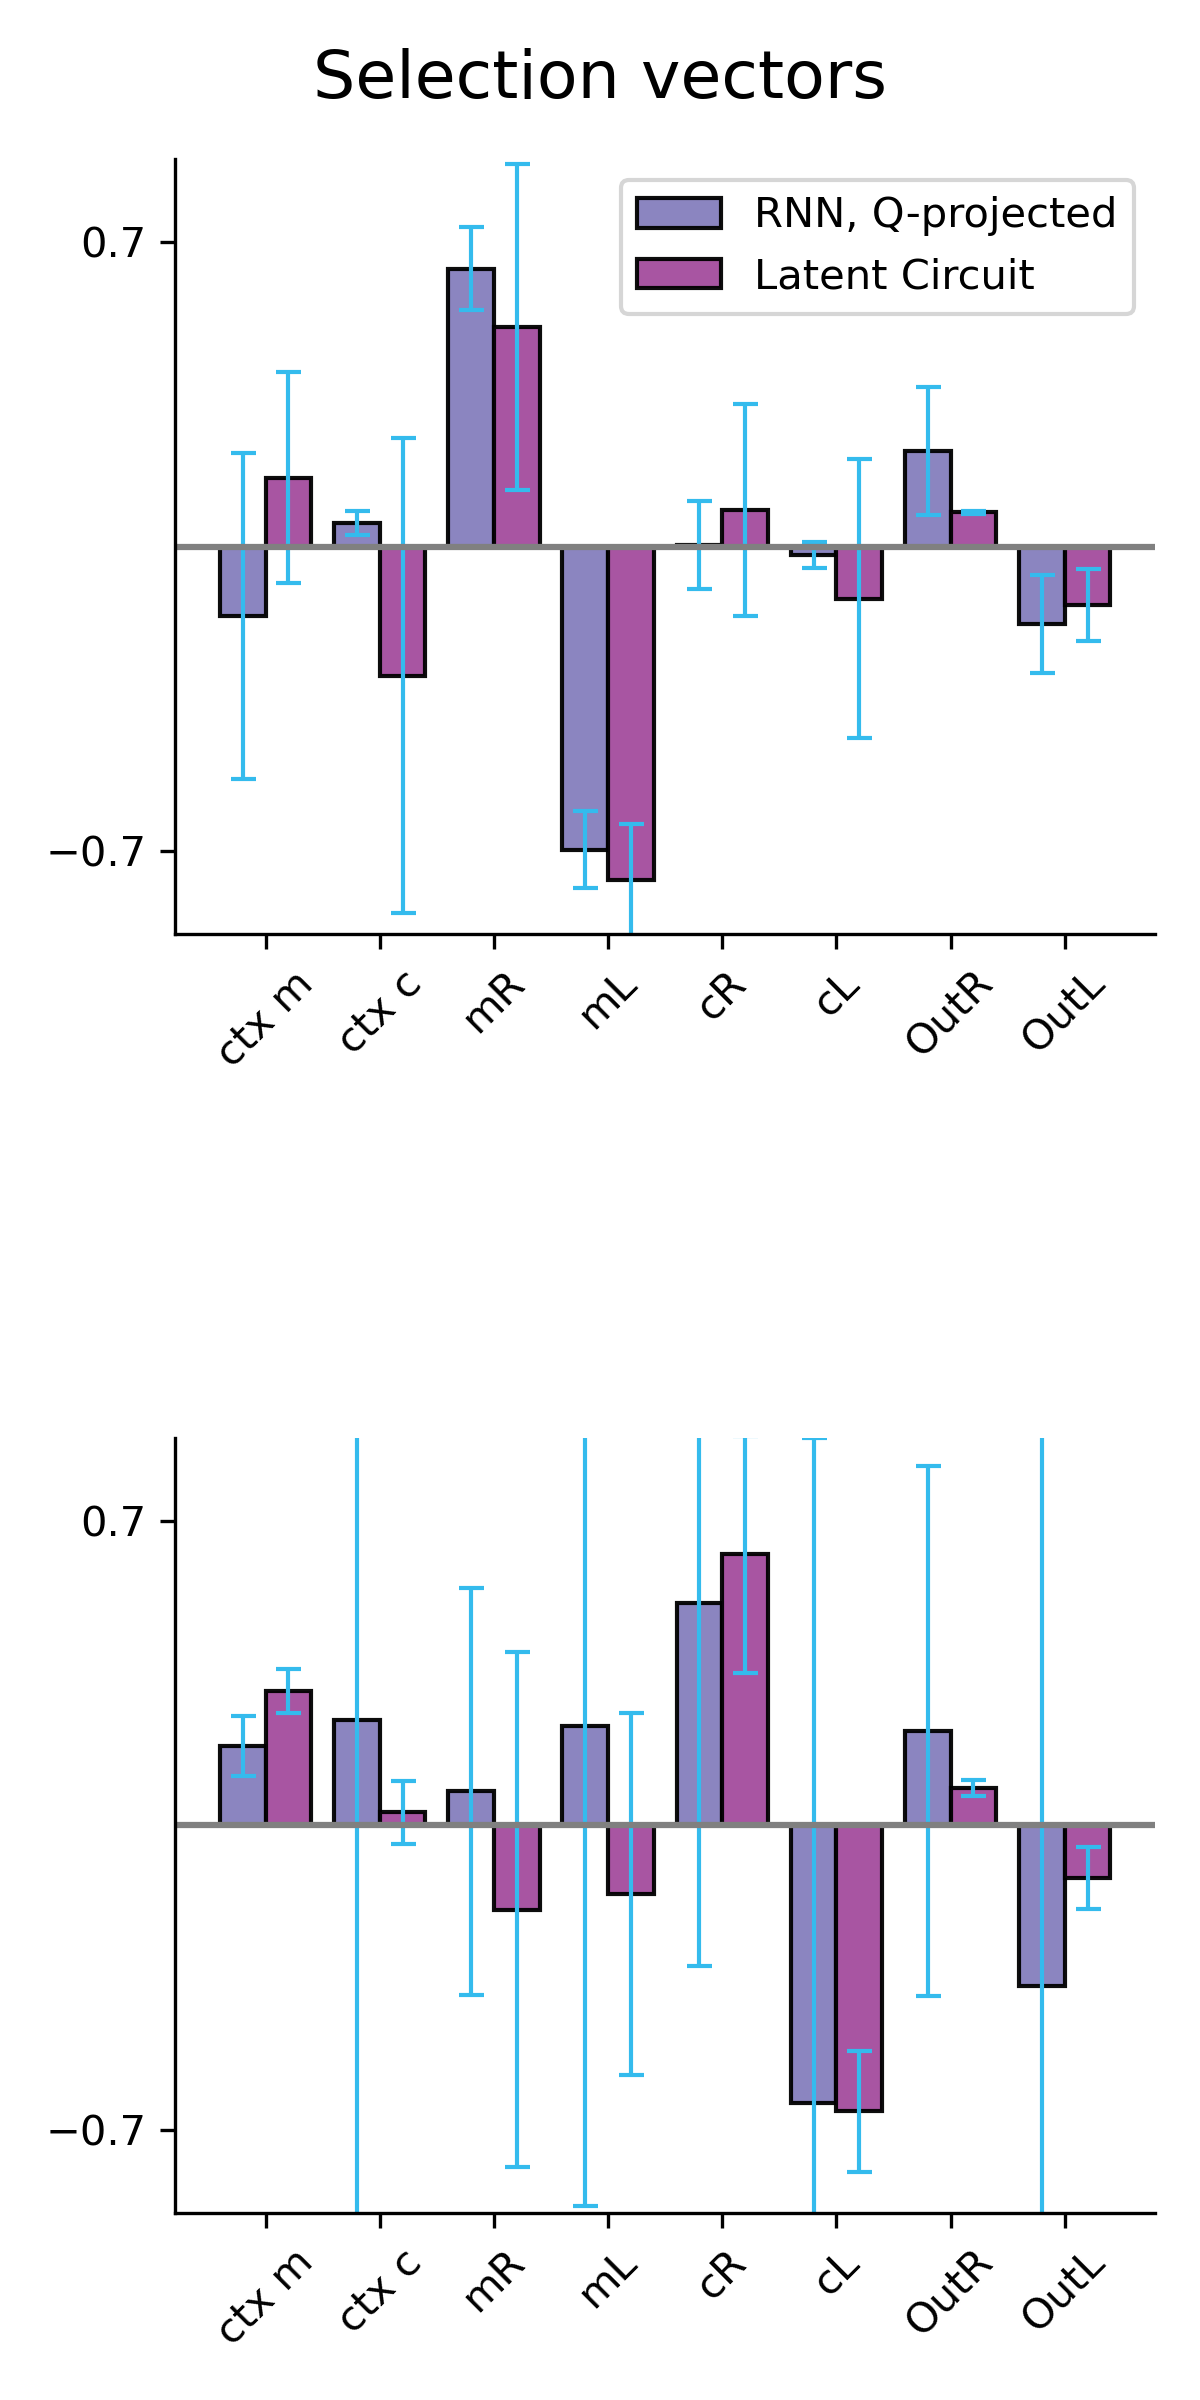 Selection vectors
RNN, Q-projected
Latent Circuit
0.7
−0.7
ctx m
ctx c
mR
mL
cR
cL
OutR
OutL
0.7
−0.7
ctx m
ctx c
mR
mL
cR
cL
OutR
OutL